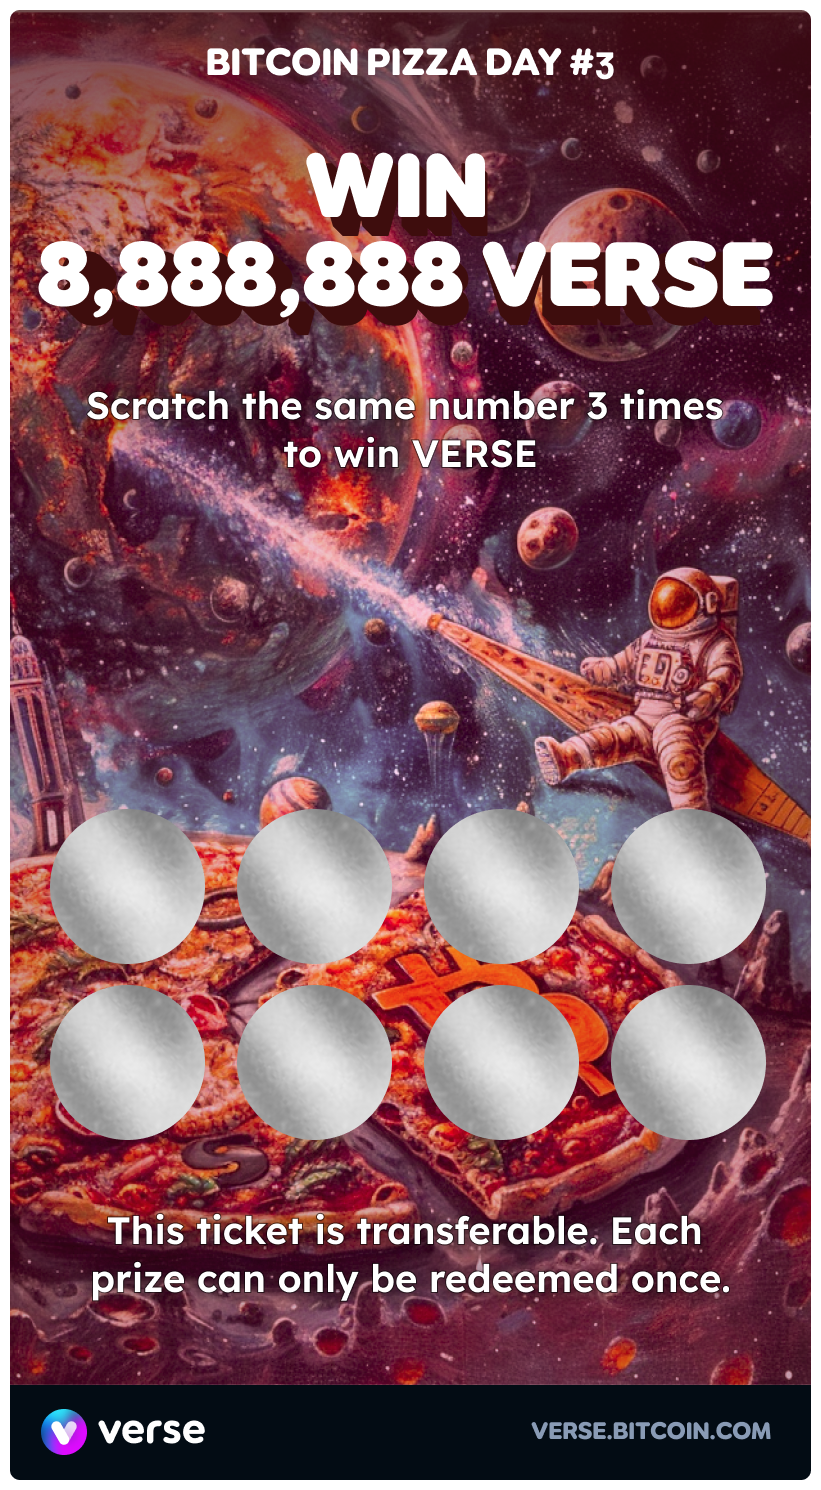 BITCOIN PIZZA DAY #3
WIN
8,888,888 VERSE
Scratch the same number 3 times
to win VERSE
This ticket is transferable. Each
prize can only be redeemed once.
verse
VERSE.BITCOIN.COM